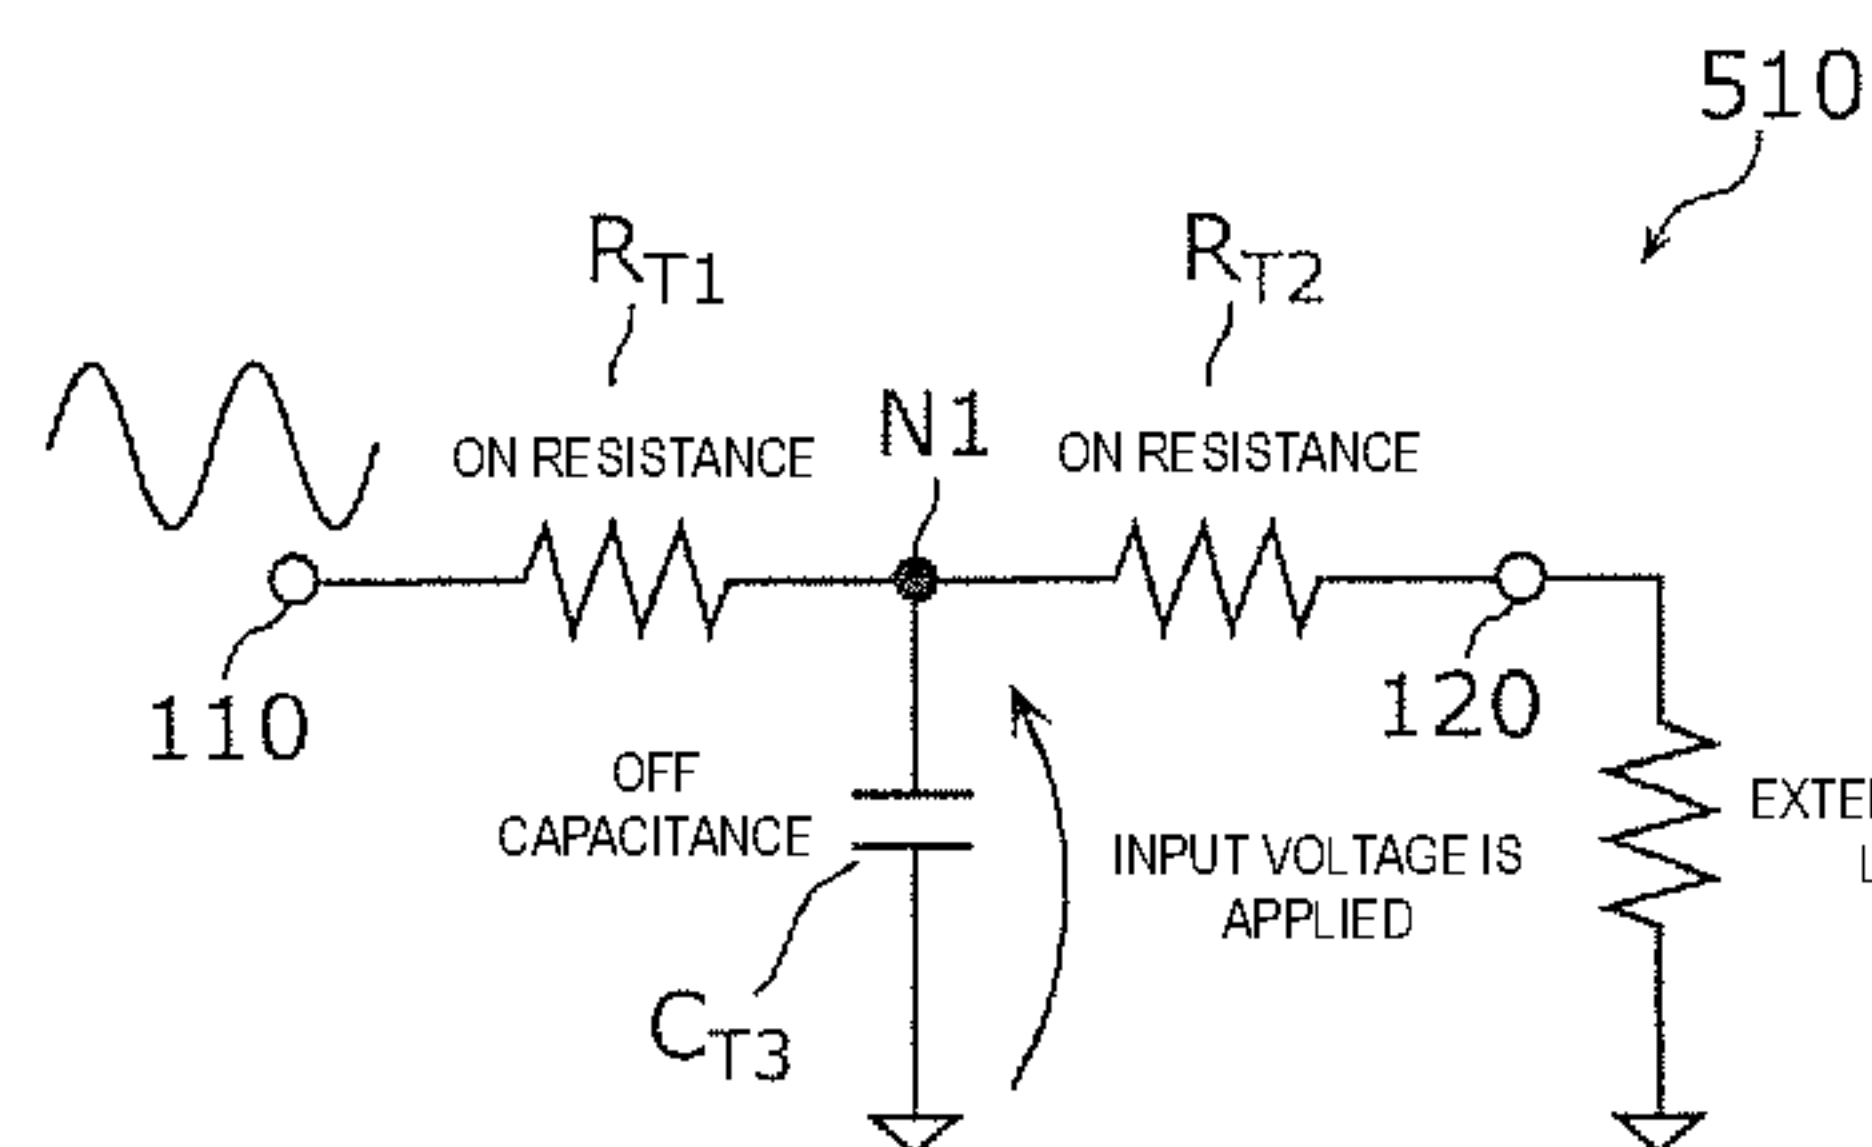 510
RT1
RT2
N1
ON RESISTANCE
ON RESISTANCE
110
120
OFF
CAPACITANCE
INPUT VOLTAGE IS
APPLIED
CT3